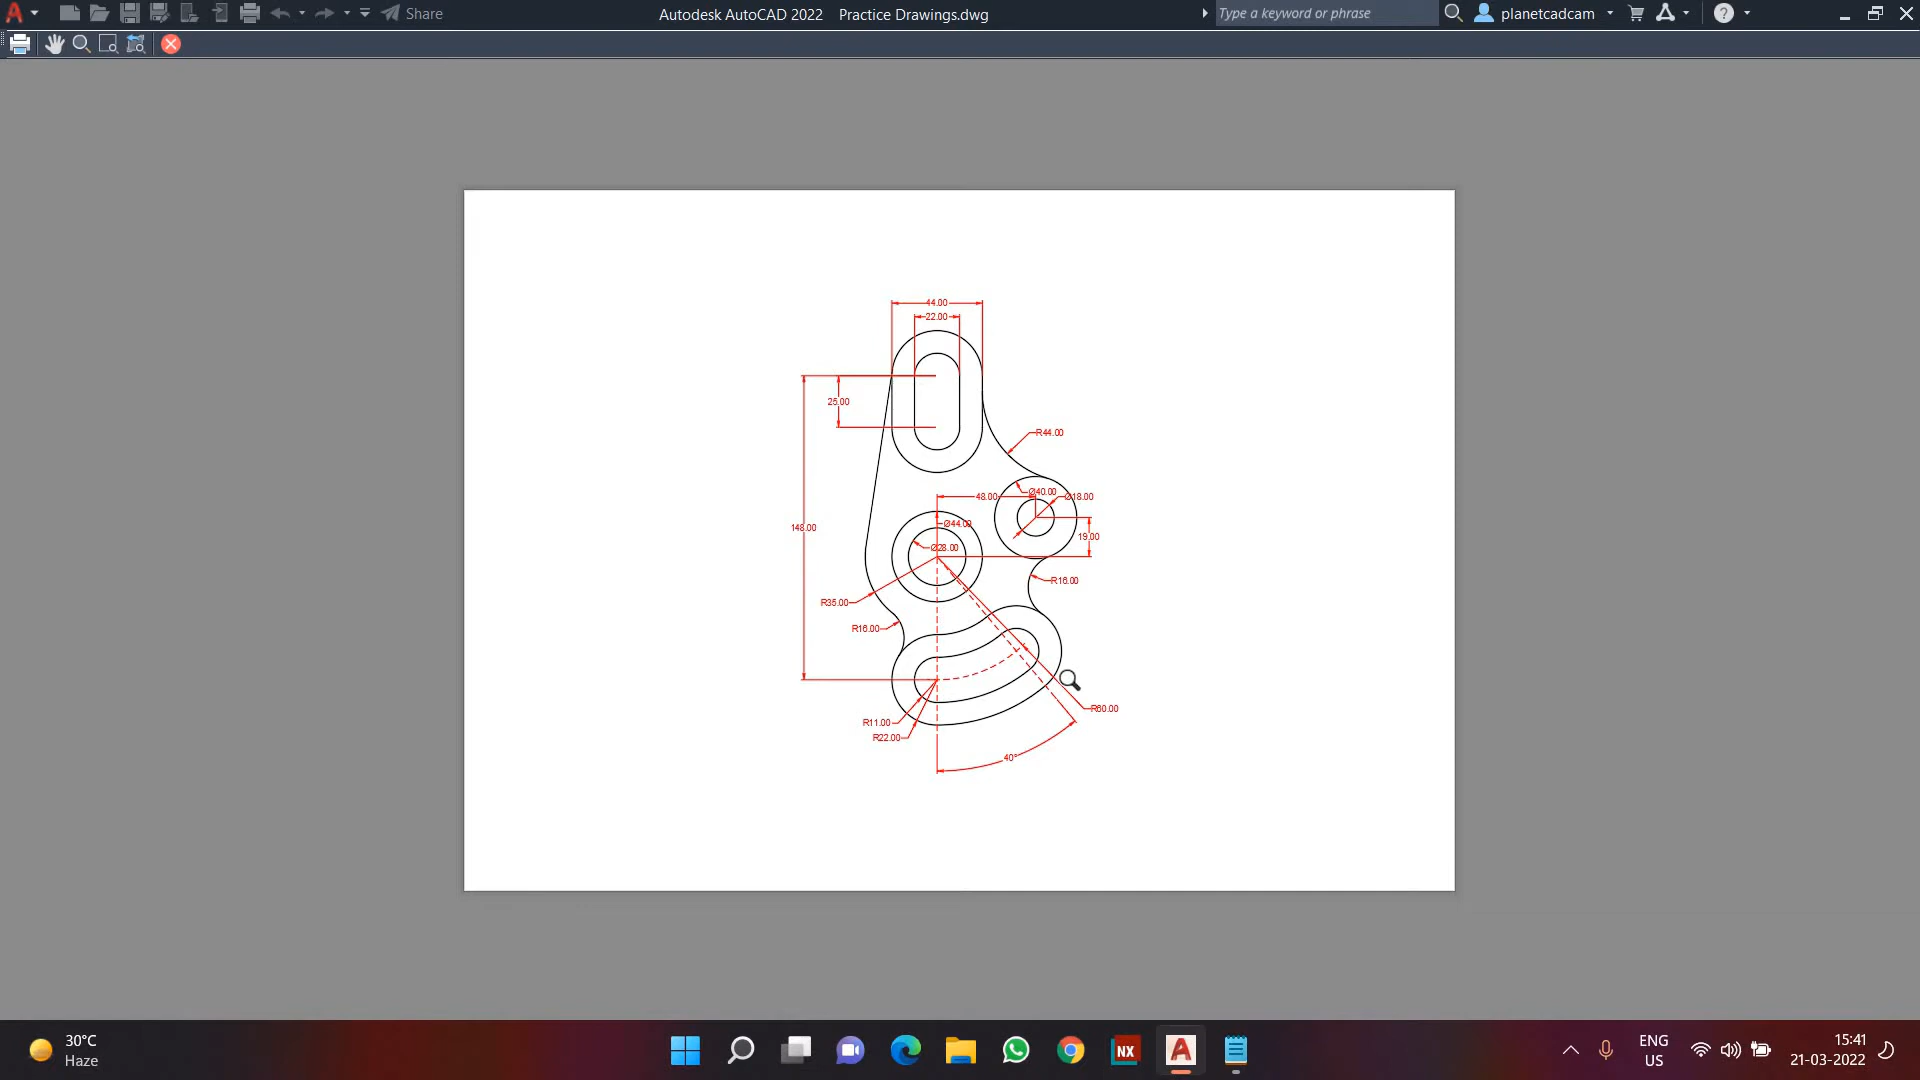 Share
Autodesk AutoCAD 2022 Practice Drawings.dwg
Type a keyword or phrase
planetcadcam
44.00
22.00
25.00
R44.00
48.00
Ø40.00
Ø18.00
148.00
Ø44.00
19.00
Ø28.00
R16.00
R35.00
R16.00
R60.00
R11.00
R22.00
40°
30°C
Haze
NX
ENG
US
15:41
21-03-2022